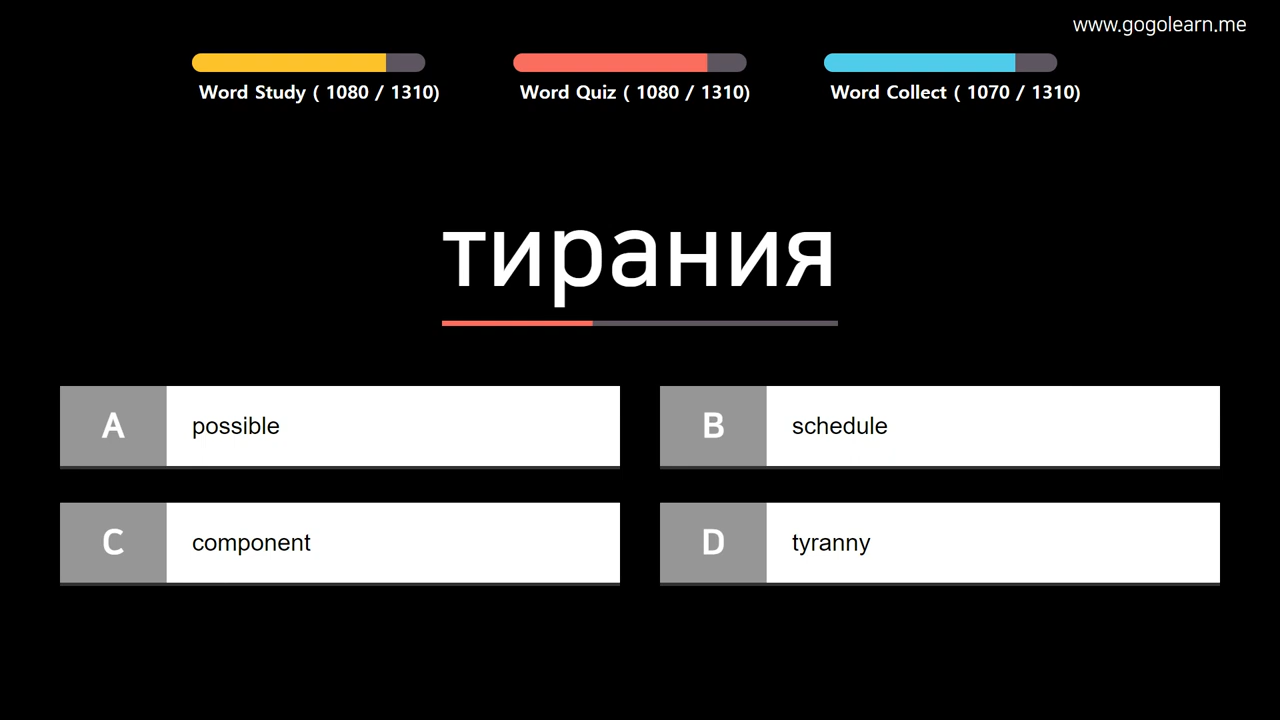 www.gogolearn.me
Word Study ( 1080 / 1310)
Word Quiz ( 1080 / 1310)
Word Collect ( 1070 / 1310)
тирания
A possible
B schedule
C component
D tyranny